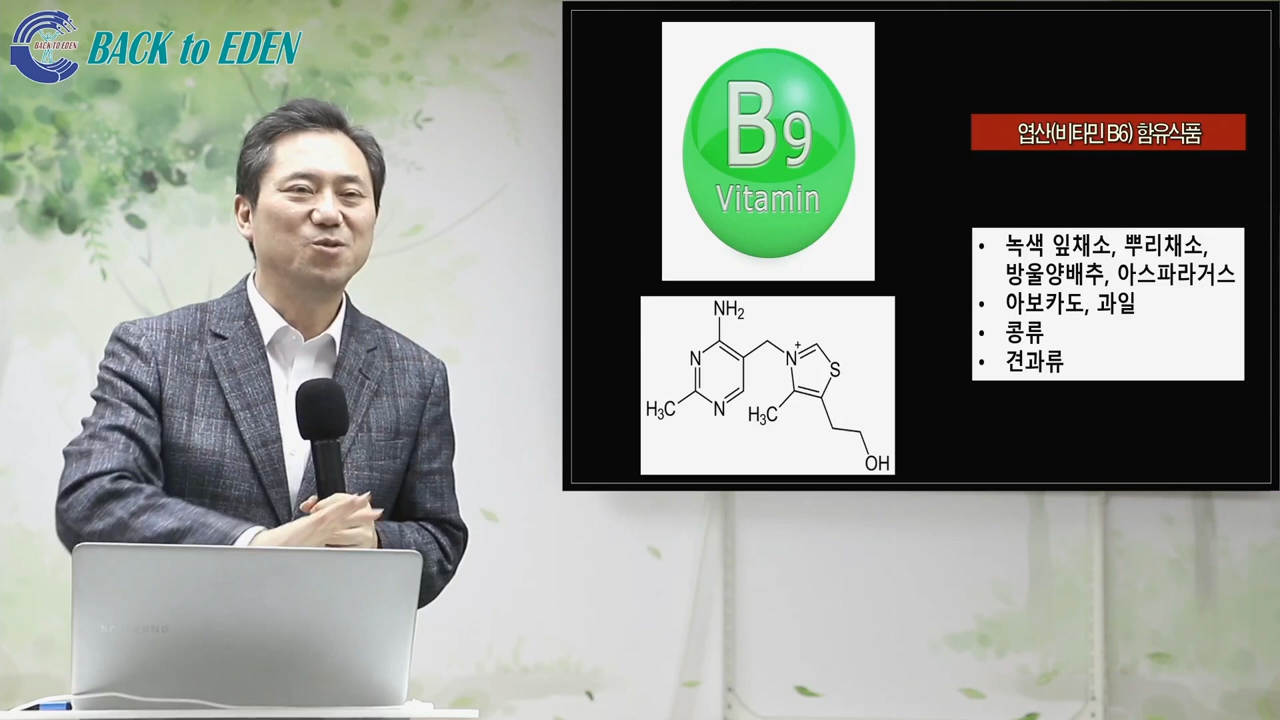 BACK TO EDEN
BACK to EDEN
B9
Vitamin
엽산(비타민 B6) 함유식품
• 녹색 잎채소, 뿌리채소,
방울양배추, 아스파라거스
• 아보카도, 과일
• 콩류
• 견과류
NH2
N
N
H3C
N+
S
H3C
OH
SAMSUNG